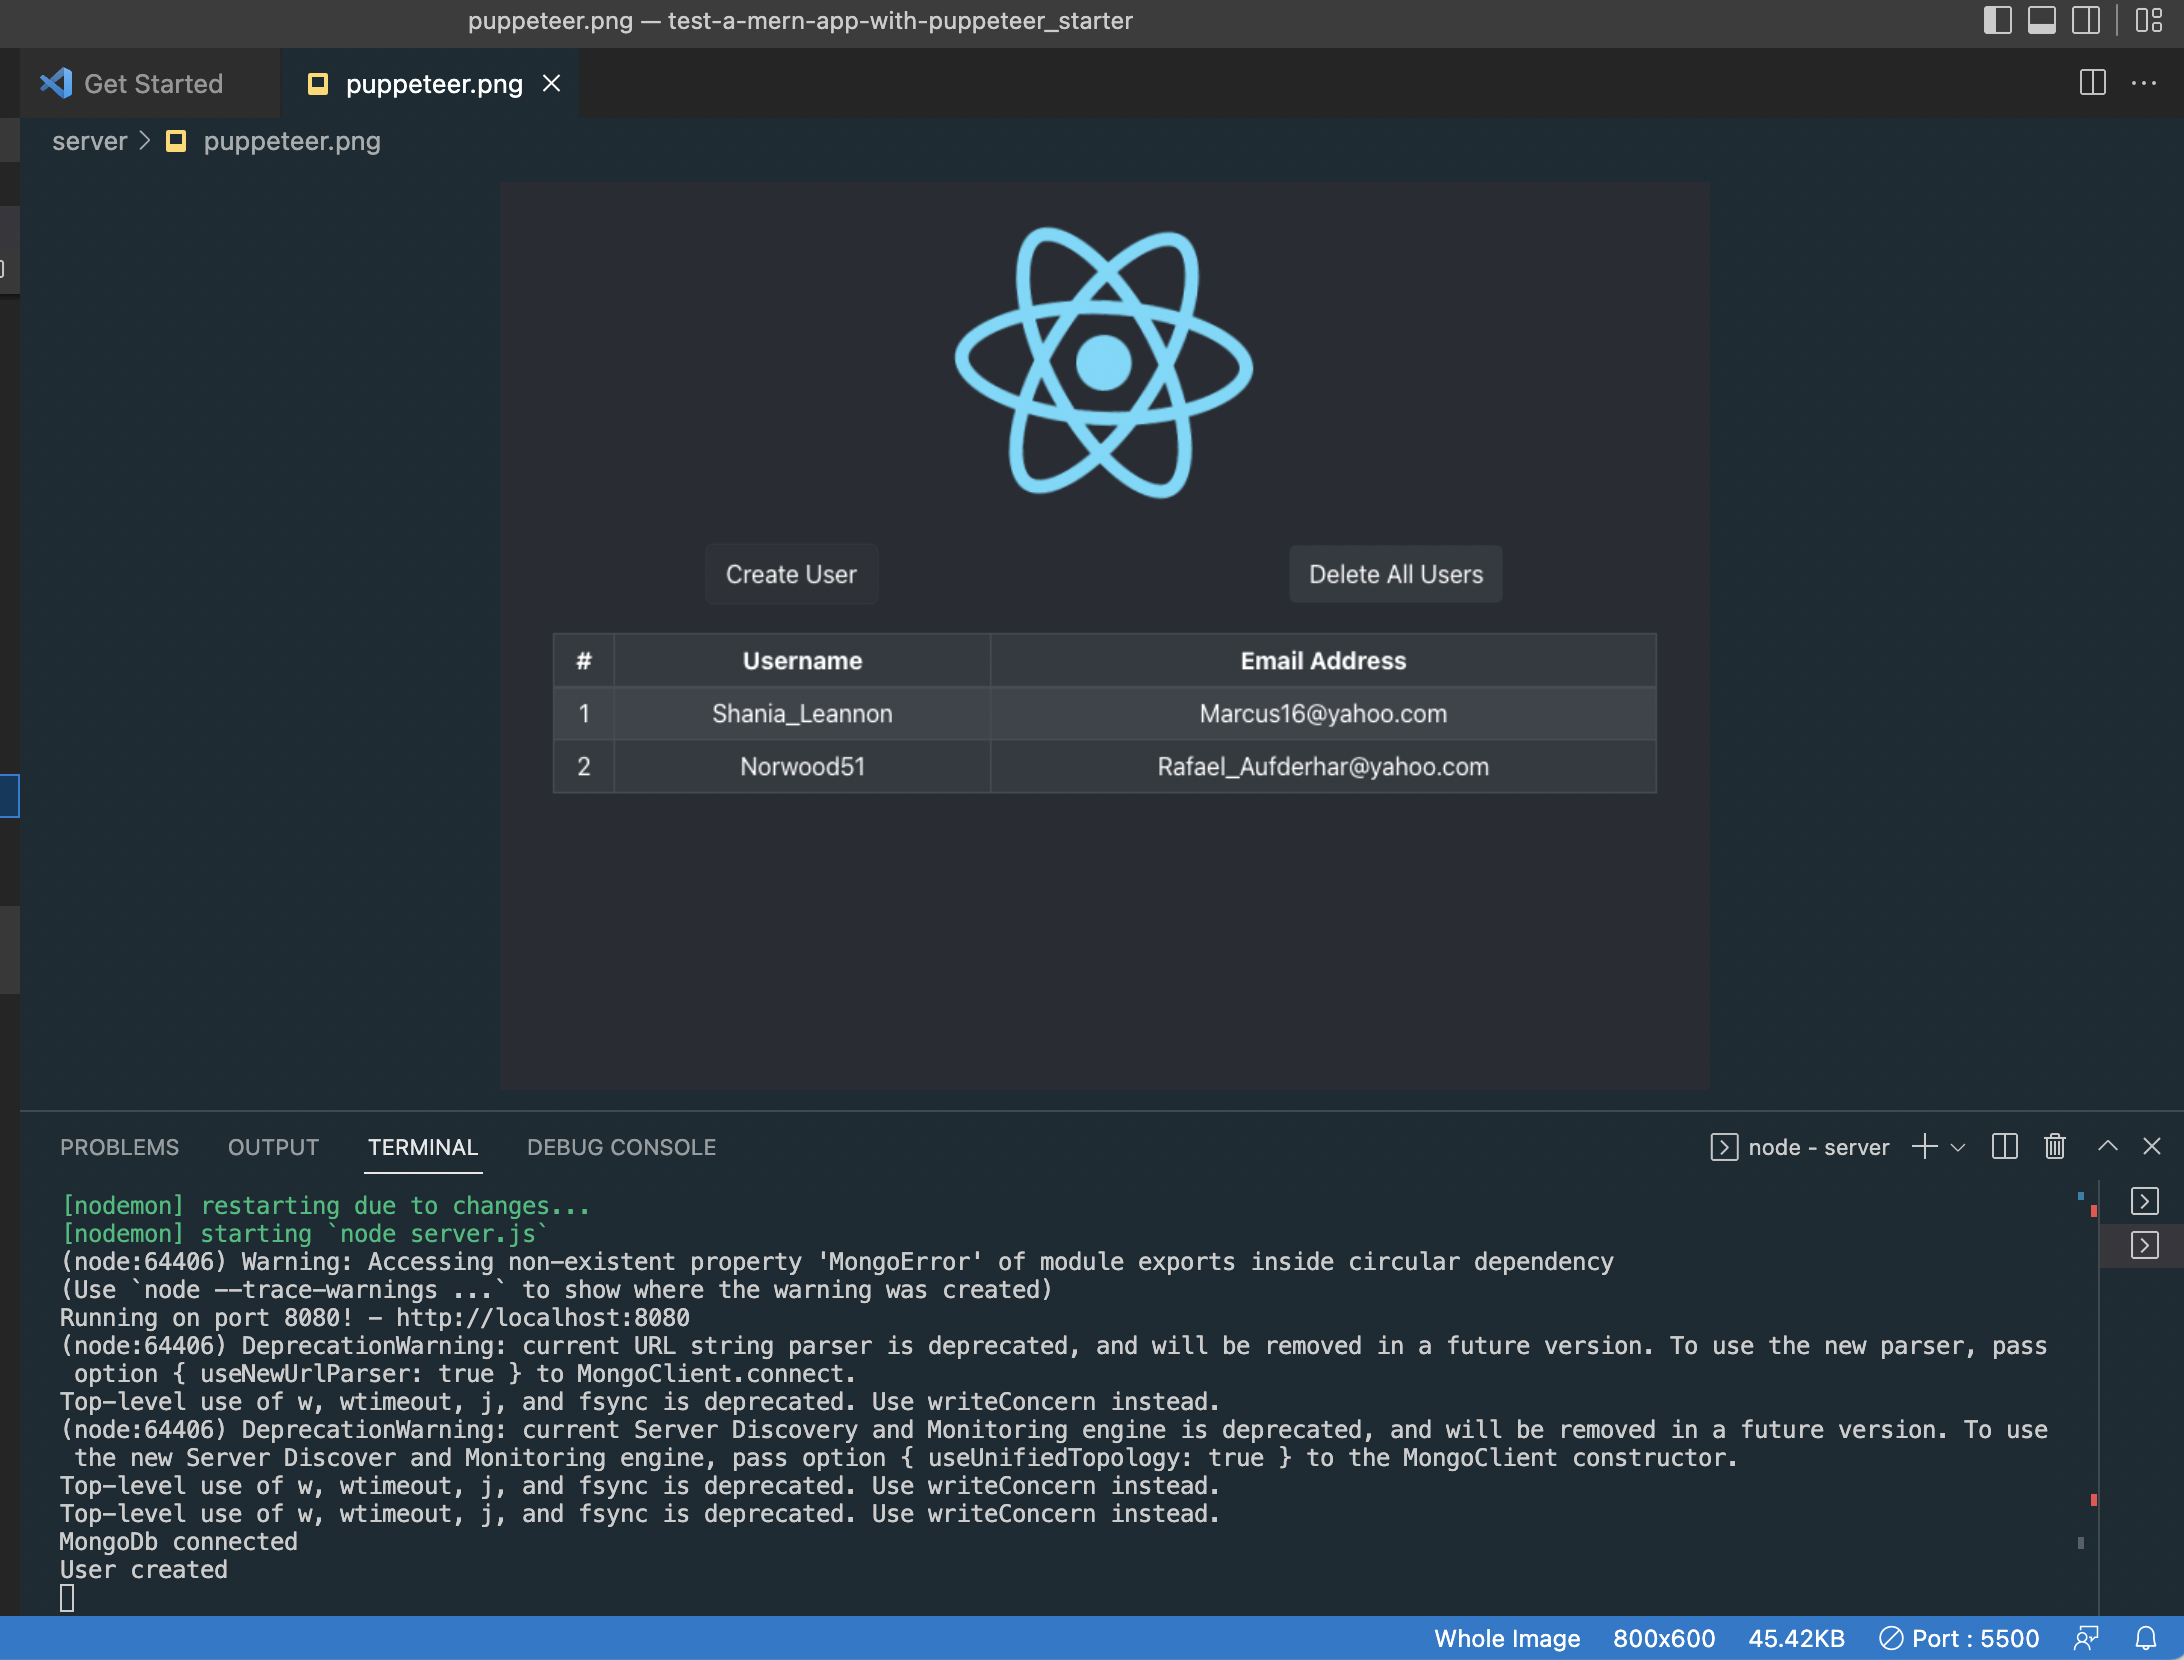 puppeteer.png — test-a-mern-app-with-puppeteer_starter
Get Started
puppeteer.png
server > puppeteer.png
Create User
Delete All Users
# Username Email Address
1 Shania_Leannon Marcus16@yahoo.com
2 Norwood51 Rafael_Aufderhar@yahoo.com
PROBLEMS OUTPUT TERMINAL DEBUG CONSOLE
node - server
[nodemon] restarting due to changes...
[nodemon] starting `node server.js`
(node:64406) Warning: Accessing non-existent property 'MongoError' of module exports inside circular dependency
(Use `node --trace-warnings ...` to show where the warning was created)
Running on port 8080! - http://localhost:8080
(node:64406) DeprecationWarning: current URL string parser is deprecated, and will be removed in a future version. To use the new parser, pass
option { useNewUrlParser: true } to MongoClient.connect.
Top-level use of w, wtimeout, j, and fsync is deprecated. Use writeConcern instead.
(node:64406) DeprecationWarning: current Server Discovery and Monitoring engine is deprecated, and will be removed in a future version. To use
the new Server Discover and Monitoring engine, pass option { useUnifiedTopology: true } to the MongoClient constructor.
Top-level use of w, wtimeout, j, and fsync is deprecated. Use writeConcern instead.
Top-level use of w, wtimeout, j, and fsync is deprecated. Use writeConcern instead.
MongoDb connected
User created
Whole Image 800x600 45.42KB Port : 5500